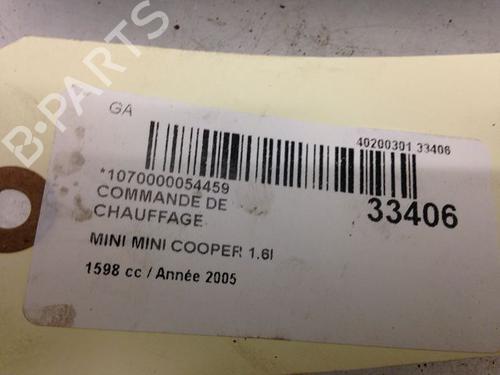 GA
40200301 33406
*1070000054459
33406
COMMANDE DE
CHAUFFAGE
MINI MINI COOPER 1.6I
1598 cc / Année 2005
B-PARTS